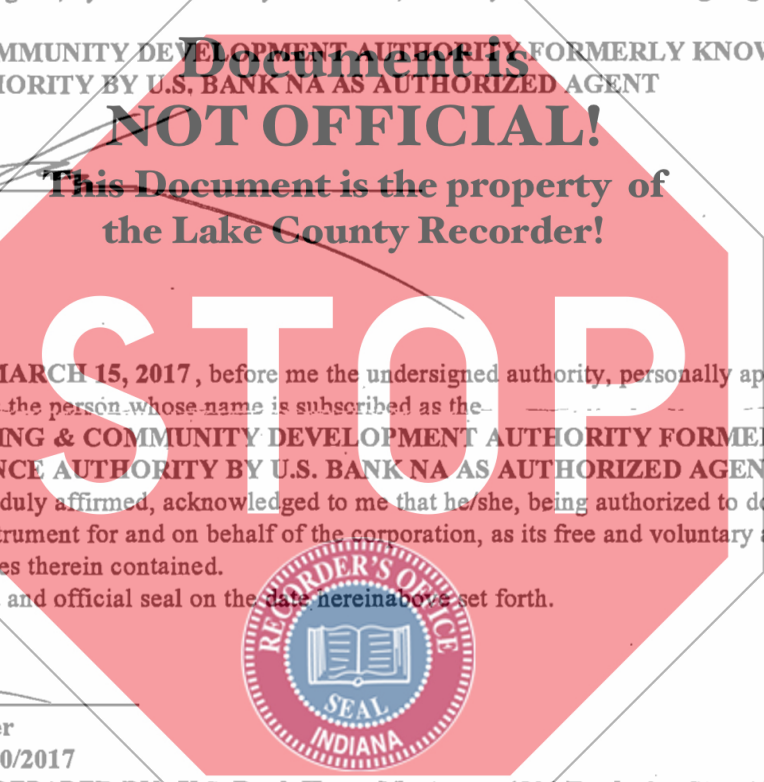 MMUNITY DEVELOPMENT AUTHORITY FORMERLY KNOW
Document is
HORITY BY U.S. BANK NA AS AUTHORIZED AGENT
NOT OFFICIAL!
This Document is the property of
the Lake County Recorder!
STOP
MARCH 15, 2017, before me the undersigned authority, personally ap
the person whose name is subscribed as the
ING & COMMUNITY DEVELOPMENT AUTHORITY FORMER
NCE AUTHORITY BY U.S. BANK NA AS AUTHORIZED AGEN
duly affirmed, acknowledged to me that he/she, being authorized to do
trument for and on behalf of the corporation, as its free and voluntary a
es therein contained.
and official seal on the date hereinabove set forth.
RECORDER'S OFFICE
SEAL
INDIANA
er
0/2017